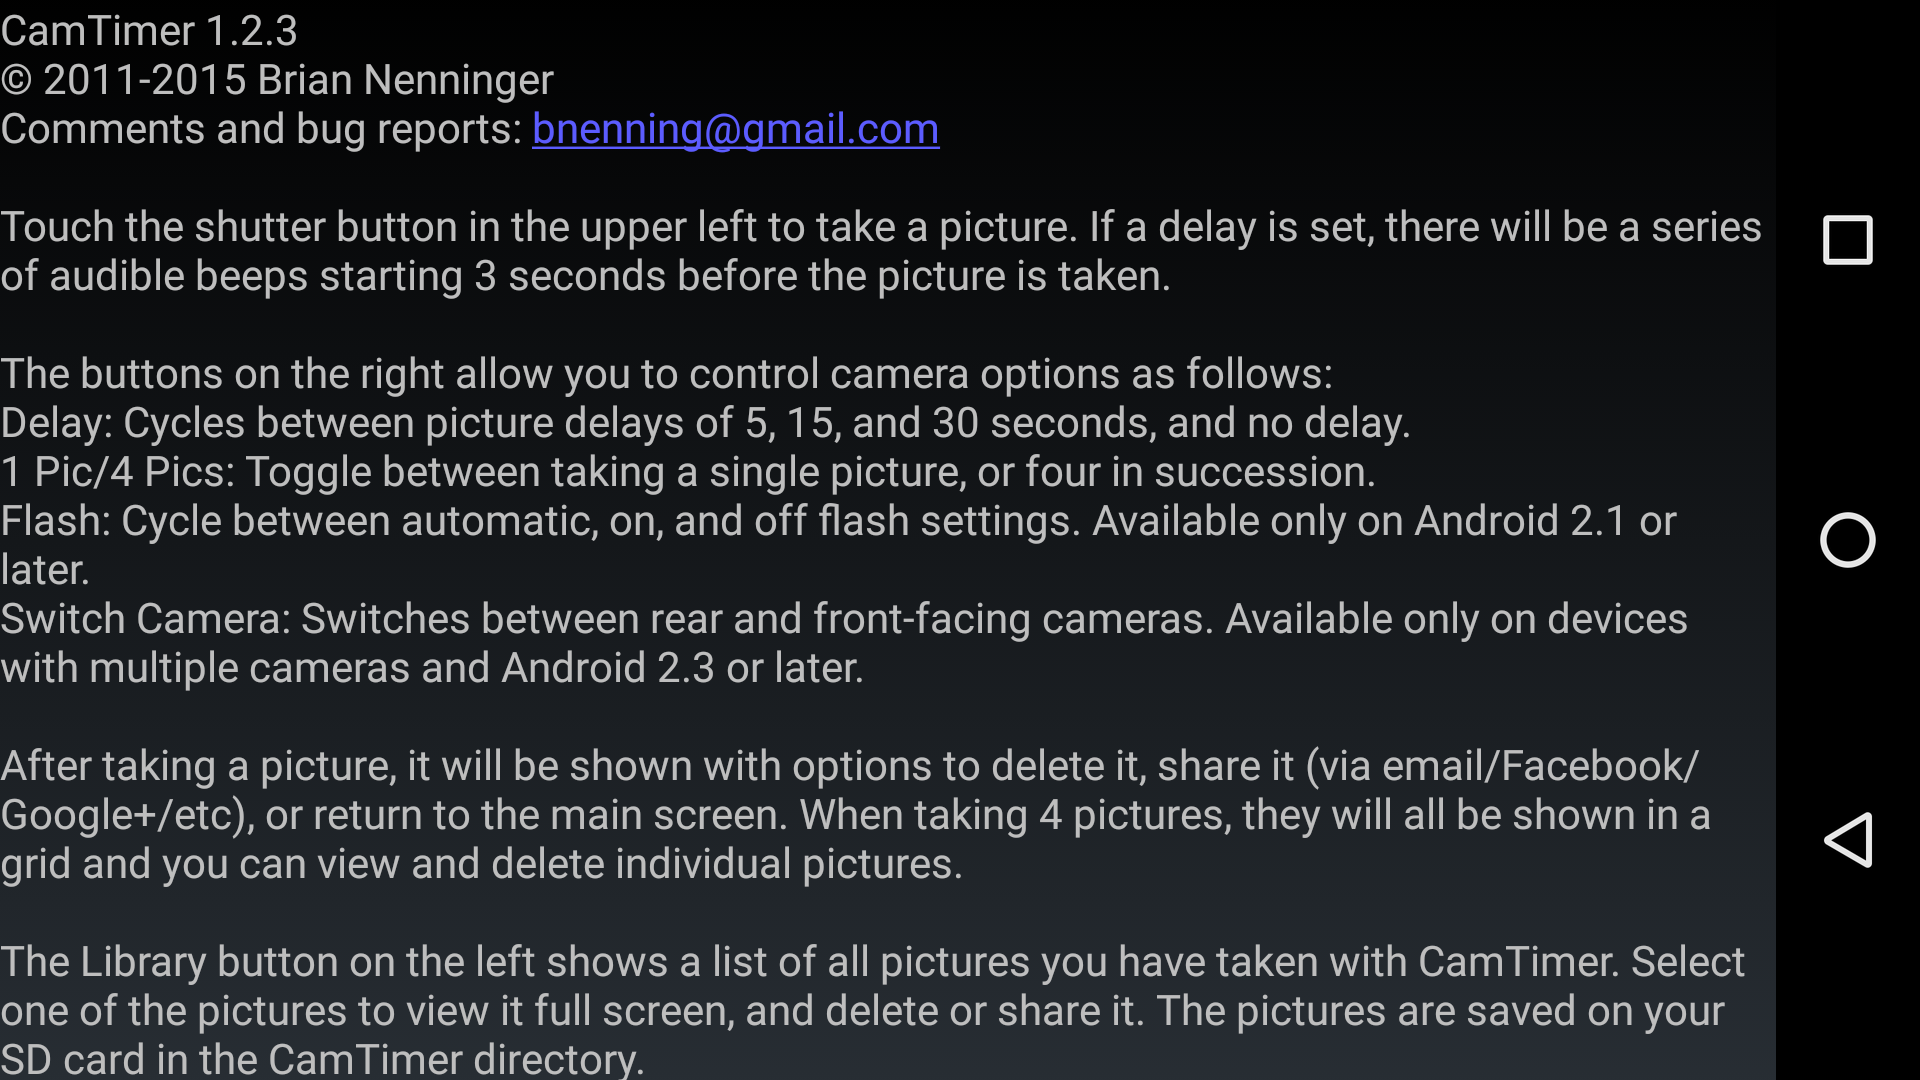 CamTimer 1.2.3
© 2011-2015 Brian Nenninger
Comments and bug reports: bnenning@gmail.com
Touch the shutter button in the upper left to take a picture. If a delay is set, there will be a series
of audible beeps starting 3 seconds before the picture is taken.
The buttons on the right allow you to control camera options as follows:
Delay: Cycles between picture delays of 5, 15, and 30 seconds, and no delay.
1 Pic/4 Pics: Toggle between taking a single picture, or four in succession.
Flash: Cycle between automatic, on, and off flash settings. Available only on Android 2.1 or
later.
Switch Camera: Switches between rear and front-facing cameras. Available only on devices
with multiple cameras and Android 2.3 or later.
After taking a picture, it will be shown with options to delete it, share it (via email/Facebook/
Google+/etc), or return to the main screen. When taking 4 pictures, they will all be shown in a
grid and you can view and delete individual pictures.
The Library button on the left shows a list of all pictures you have taken with CamTimer. Select
one of the pictures to view it full screen, and delete or share it. The pictures are saved on your
SD card in the CamTimer directory.